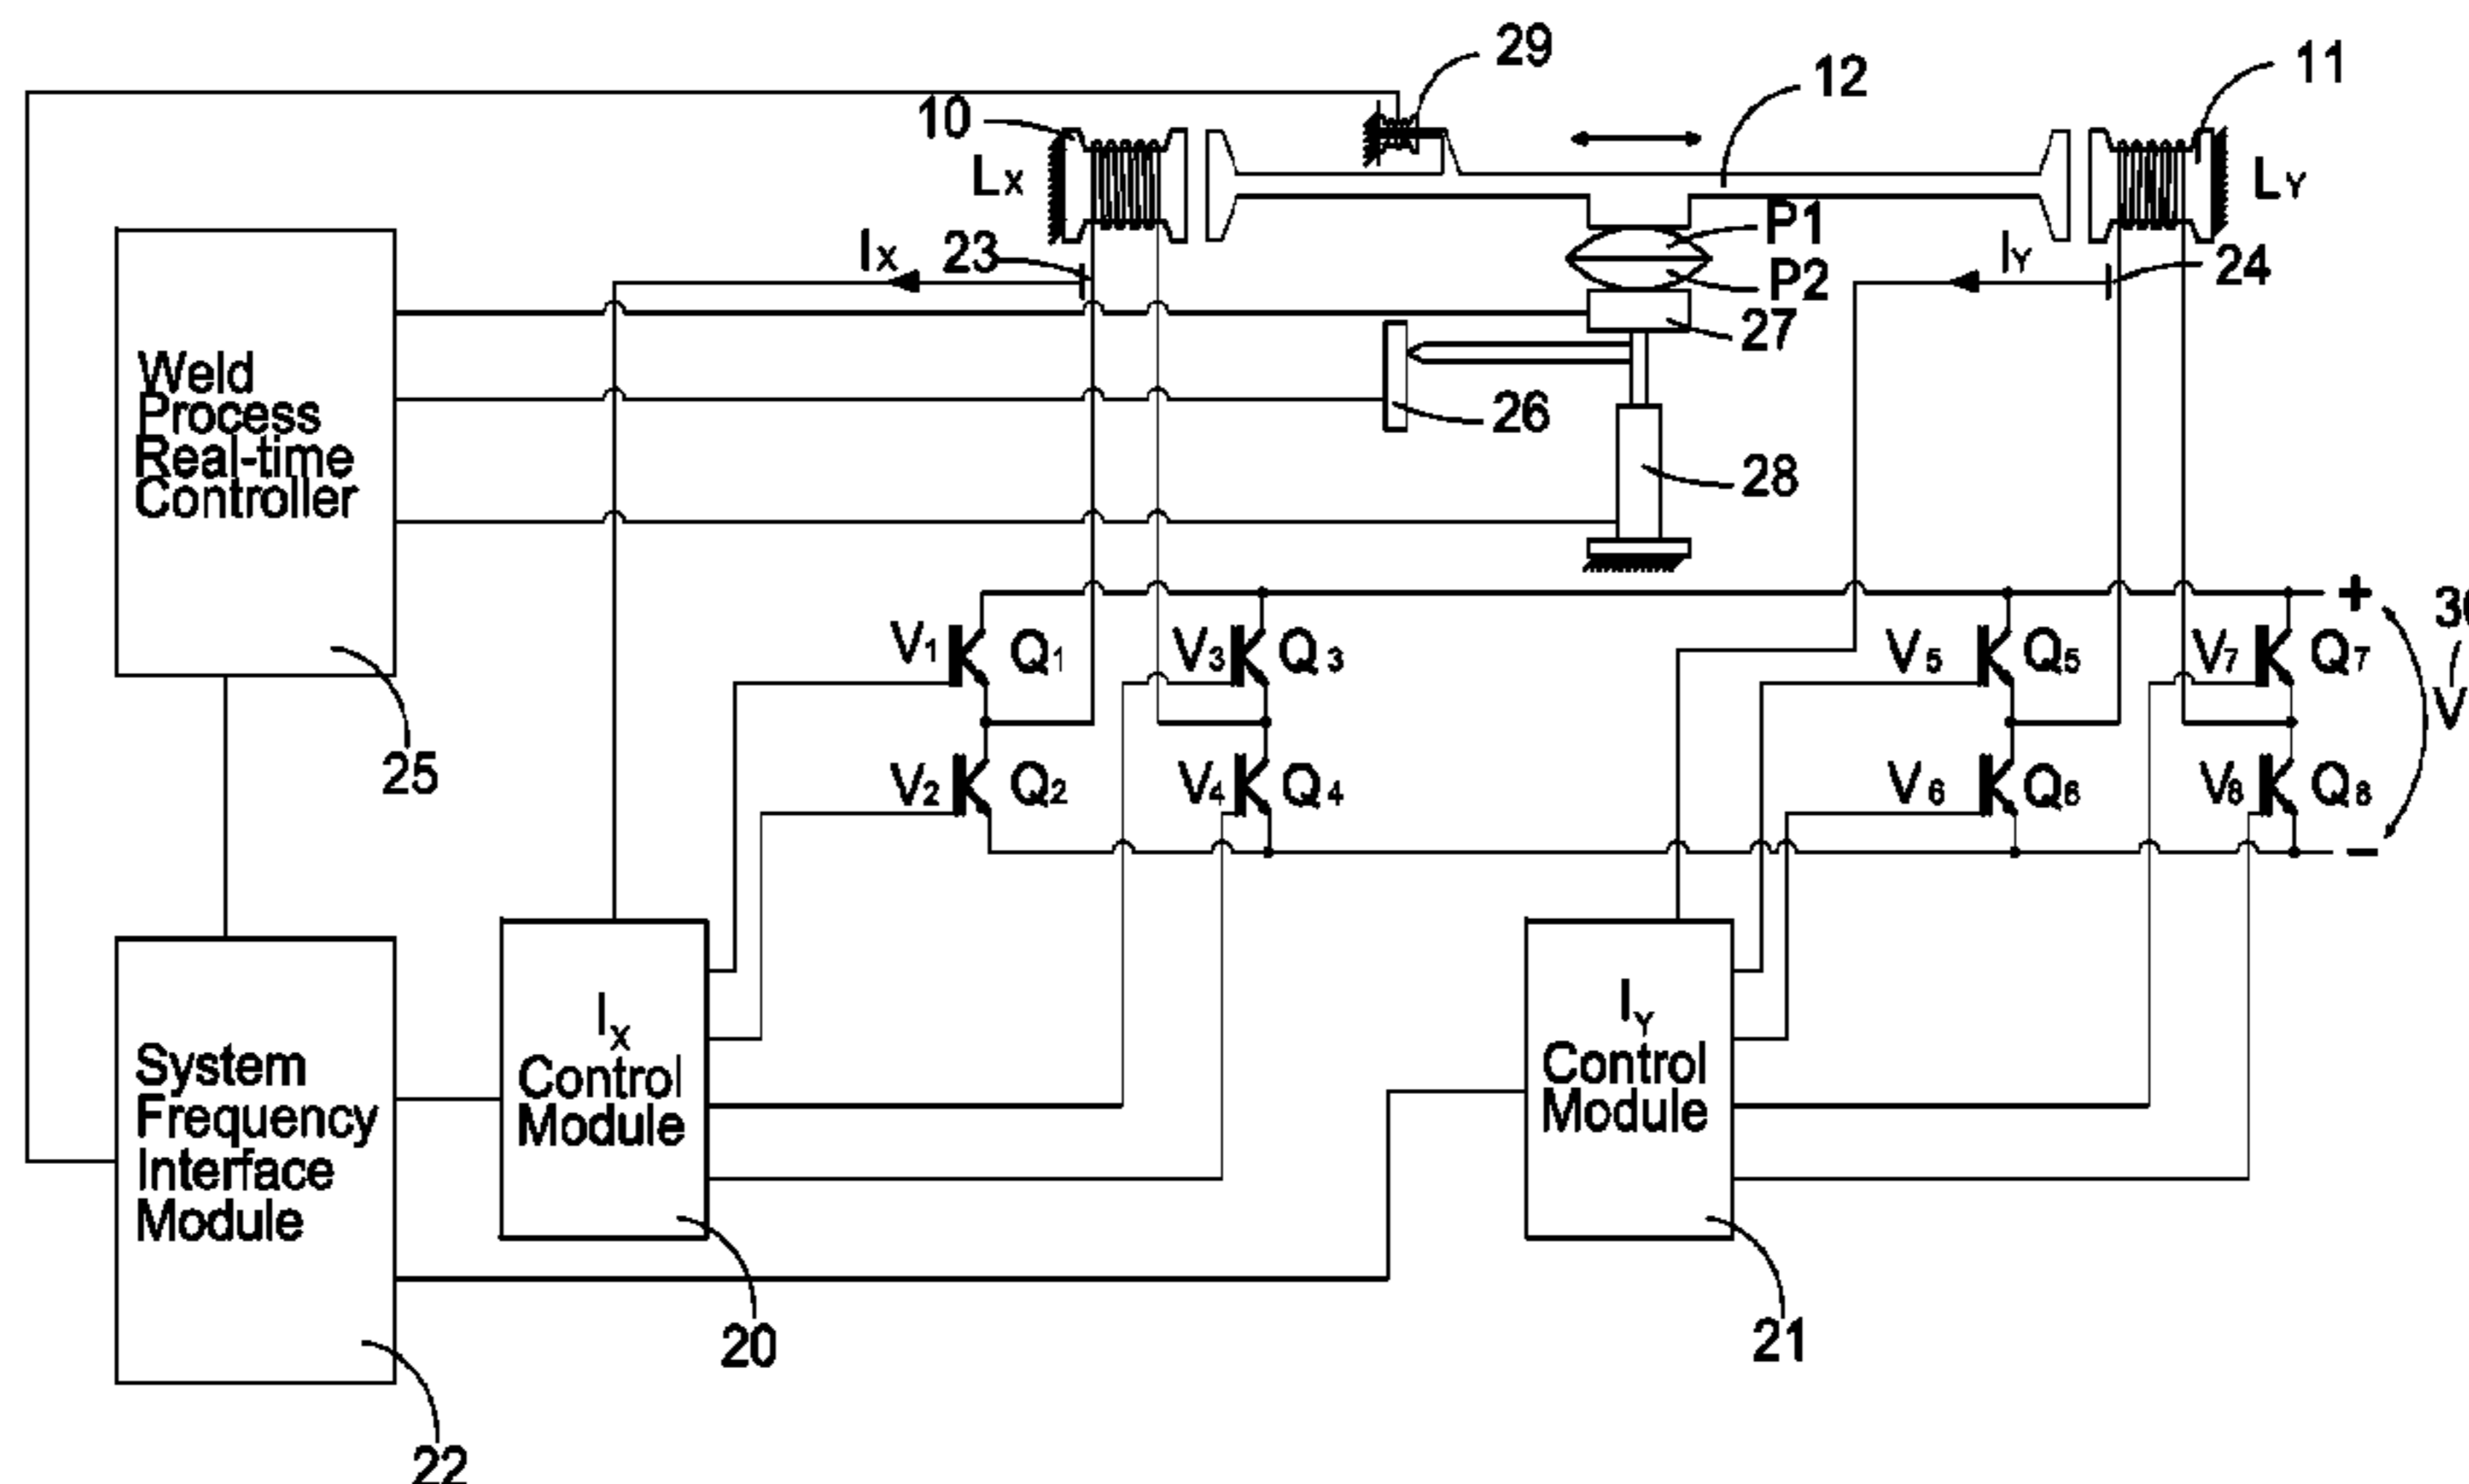 29
12
11
10
LX
LY
P1
IX
23
IY
24
P2
27
Weld
Process
Real-time
Controller
26
28
+
V1
Q1
V3
Q3
V5
Q5
V7
Q7
V
25
V2
Q2
V4
Q4
V6
Q6
V8
Q8
−
IX
Control
Module
IY
Control
Module
System
Frequency
Interface
Module
20
21
22